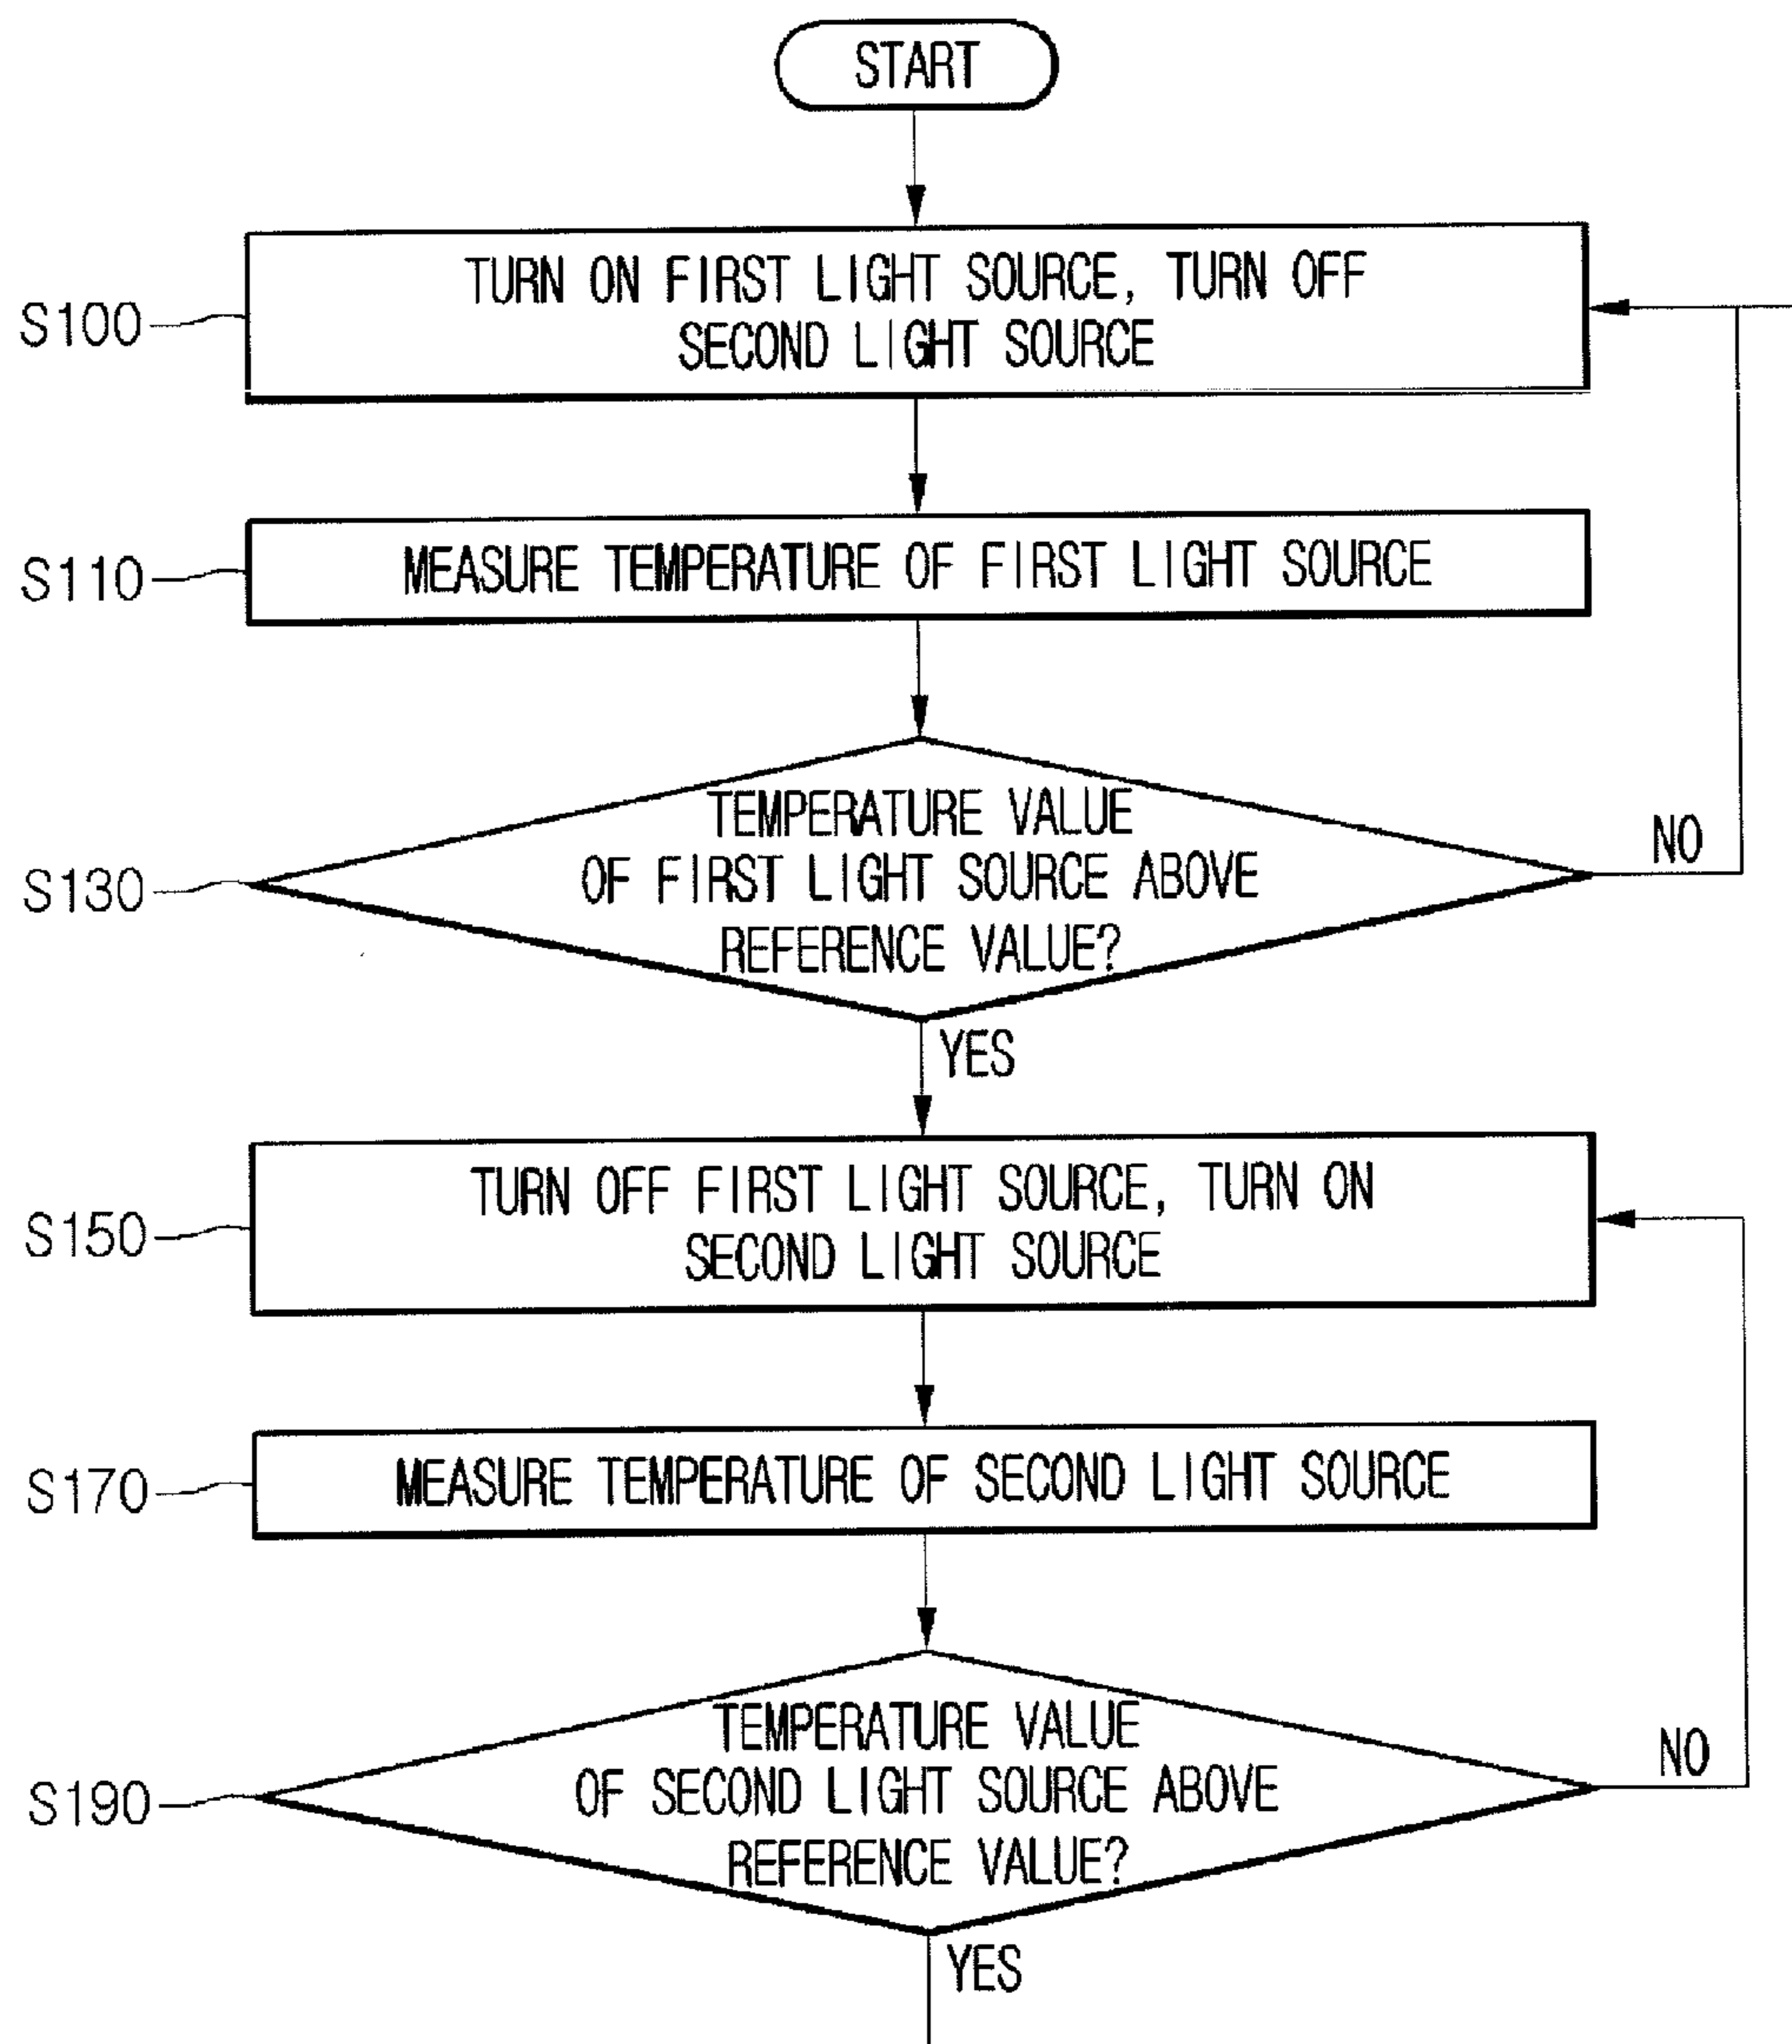 START
S100
TURN ON FIRST LIGHT SOURCE, TURN OFF
SECOND LIGHT SOURCE
S110
MEASURE TEMPERATURE OF FIRST LIGHT SOURCE
S130
TEMPERATURE VALUE
OF FIRST LIGHT SOURCE ABOVE
REFERENCE VALUE?
NO
YES
S150
TURN OFF FIRST LIGHT SOURCE, TURN ON
SECOND LIGHT SOURCE
S170
MEASURE TEMPERATURE OF SECOND LIGHT SOURCE
S190
TEMPERATURE VALUE
OF SECOND LIGHT SOURCE ABOVE
REFERENCE VALUE?
NO
YES